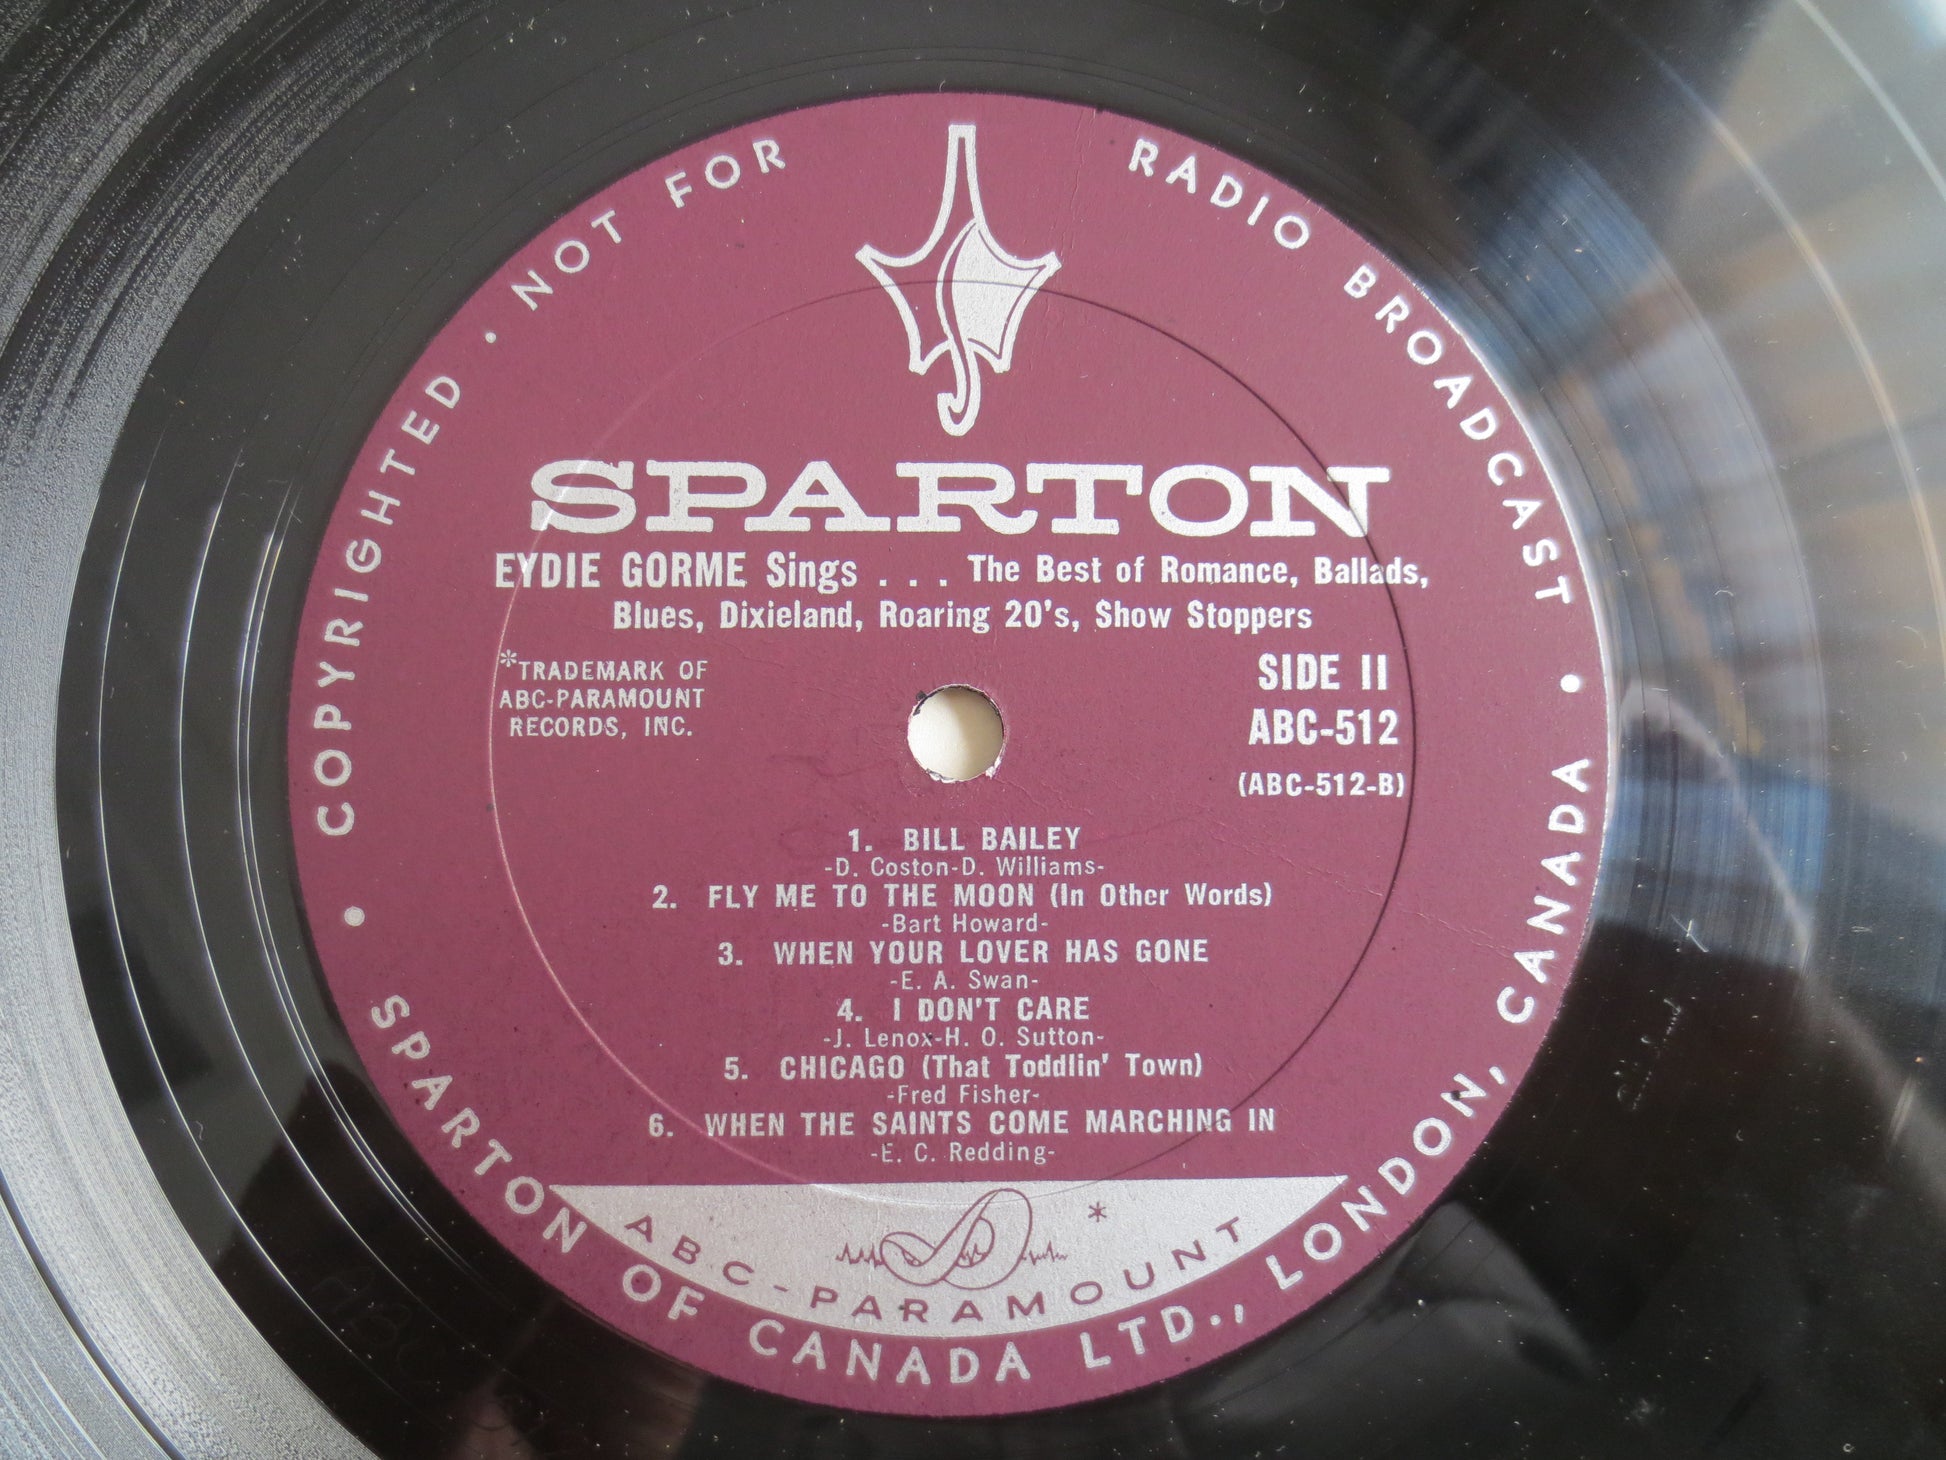 COPYRIGHTED · NOT FOR RADIO BROADCAST ·
SPARTON
EYDIE GORME Sings . . . The Best of Romance, Ballads,
Blues, Dixieland, Roaring 20's, Show Stoppers
*TRADEMARK OF
ABC-PARAMOUNT
RECORDS, INC.
SIDE II
ABC-512
(ABC-512-B)
1. BILL BAILEY
-D. Coston-D. Williams-
2. FLY ME TO THE MOON (In Other Words)
-Bart Howard-
3. WHEN YOUR LOVER HAS GONE
-E. A. Swan-
4. I DON'T CARE
-J. Lenox-H. O. Sutton-
5. CHICAGO (That Toddlin' Town)
-Fred Fisher-
6. WHEN THE SAINTS COME MARCHING IN
-E. C. Redding-
*
ABC-PARAMOUNT
· SPARTON OF CANADA LTD., LONDON, CANADA